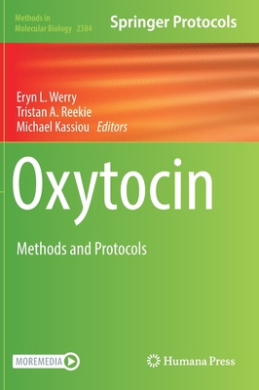 Methods in
Molecular Biology 2384
Springer Protocols
Eryn L. Werry
Tristan A. Reekie
Michael Kassiou Editors
Oxytocin
Methods and Protocols
MOREMEDIA
Humana Press